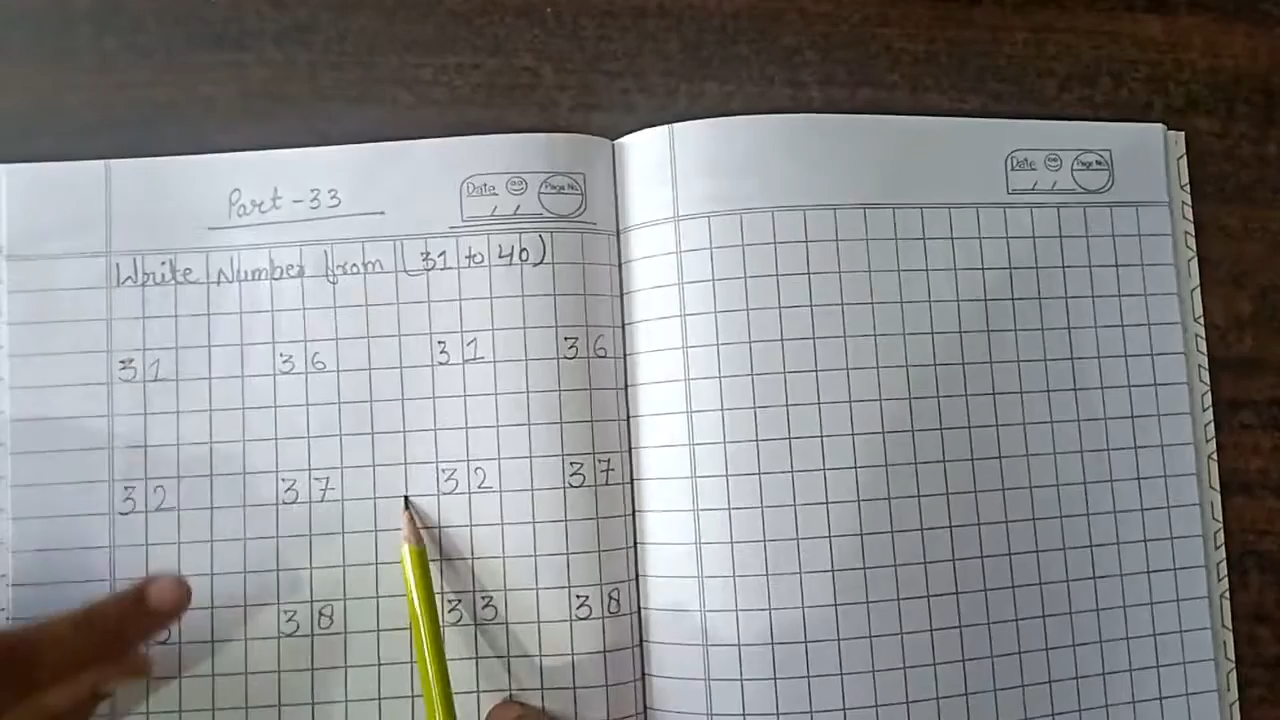 Part-33
Date Page No.
Write Number from (31 to 40)
31 36 31 36
32 37 32 37
38 33 38
Date Page No.